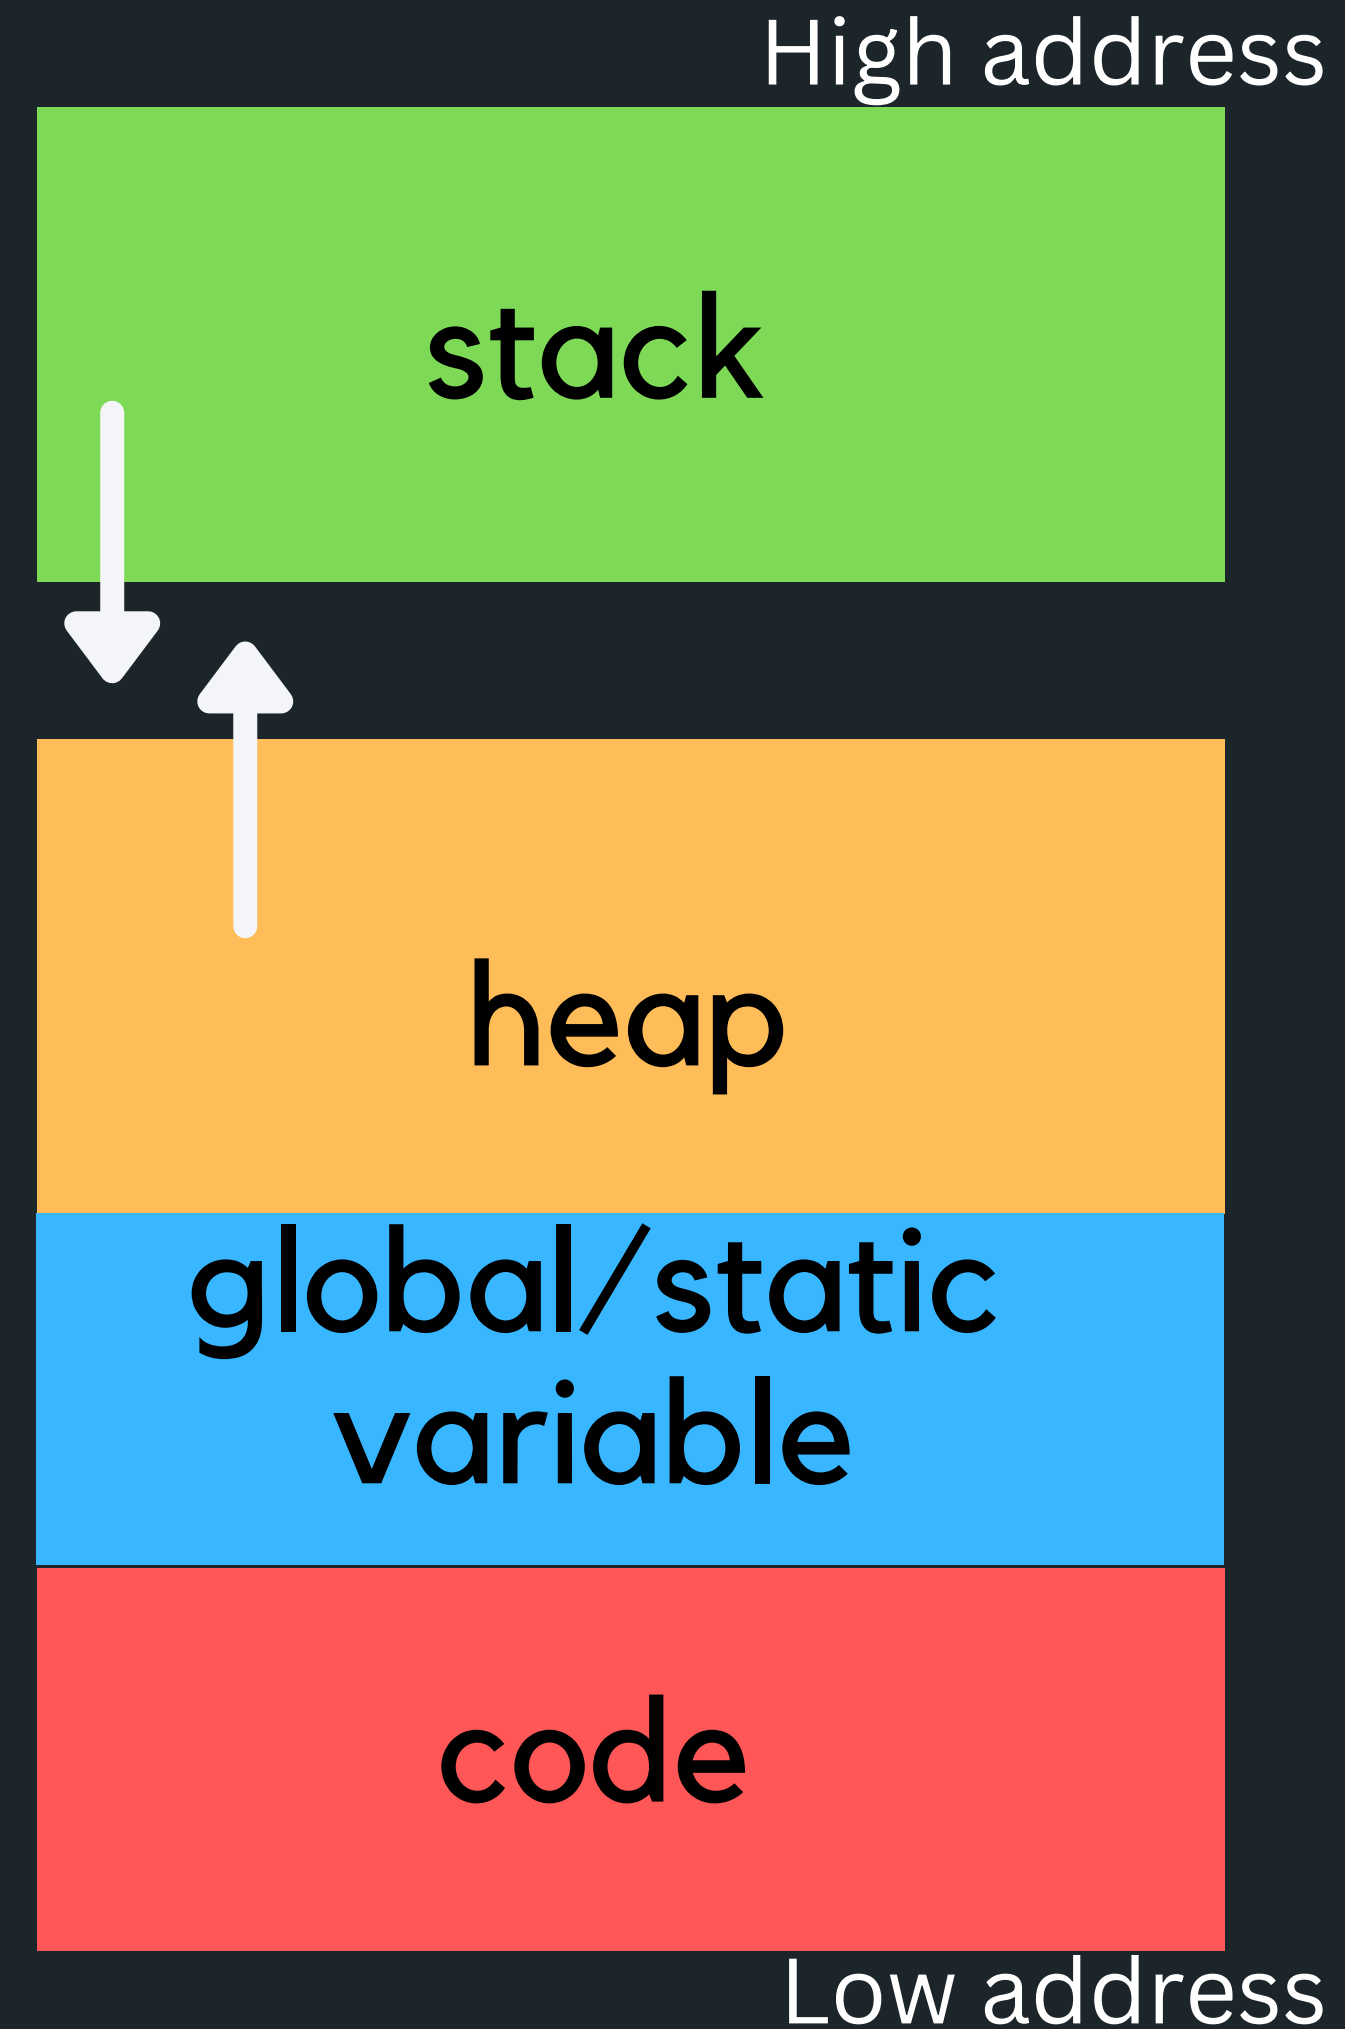 High address
stack
heap
global/static
variable
code
Low address